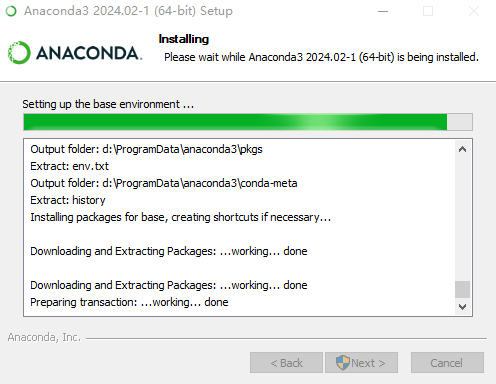 Anaconda3 2024.02-1 (64-bit) Setup
ANACONDA.
Installing
Please wait while Anaconda3 2024.02-1 (64-bit) is being installed.
Setting up the base environment ...
Output folder: d:\ProgramData\anaconda3\pkgs
Extract: env.txt
Output folder: d:\ProgramData\anaconda3\conda-meta
Extract: history
Installing packages for base, creating shortcuts if necessary...
Downloading and Extracting Packages: ...working... done
Downloading and Extracting Packages: ...working... done
Preparing transaction: ...working... done
Anaconda, Inc.
< Back
Next >
Cancel